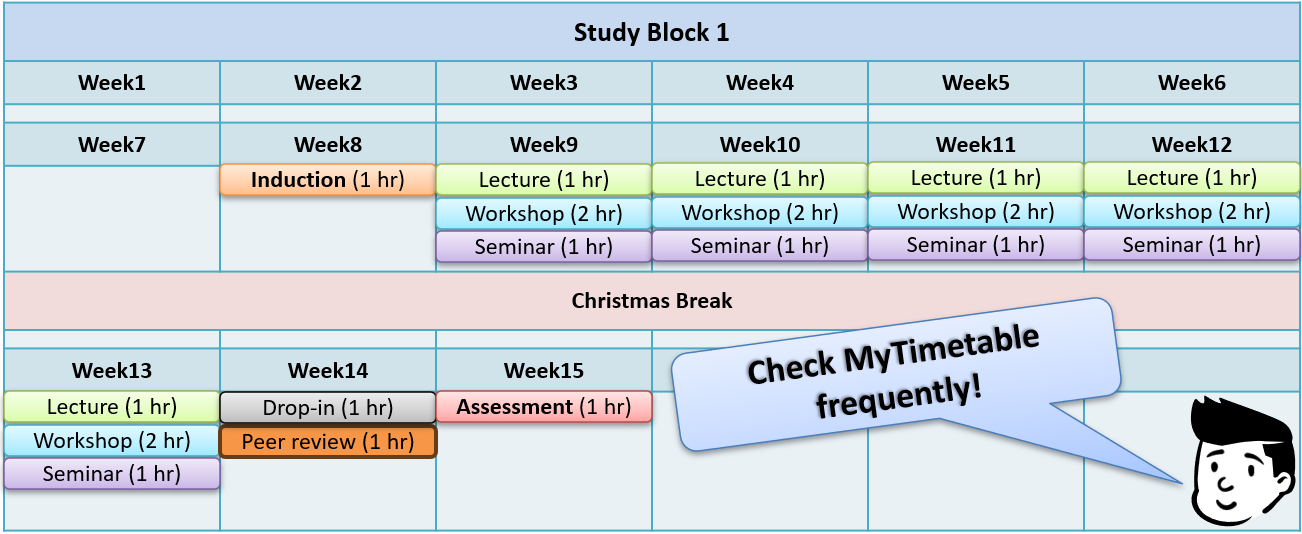 Study Block 1
Week1 Week2 Week3 Week4 Week5 Week6
Week7 Week8 Week9 Week10 Week11 Week12
Induction (1 hr) Lecture (1 hr) Lecture (1 hr) Lecture (1 hr) Lecture (1 hr)
Workshop (2 hr) Workshop (2 hr) Workshop (2 hr) Workshop (2 hr)
Seminar (1 hr) Seminar (1 hr) Seminar (1 hr) Seminar (1 hr)
Christmas Break
Check MyTimetable
frequently!
Week13 Week14 Week15
Lecture (1 hr) Drop-in (1 hr) Assessment (1 hr)
Workshop (2 hr) Peer review (1 hr)
Seminar (1 hr)